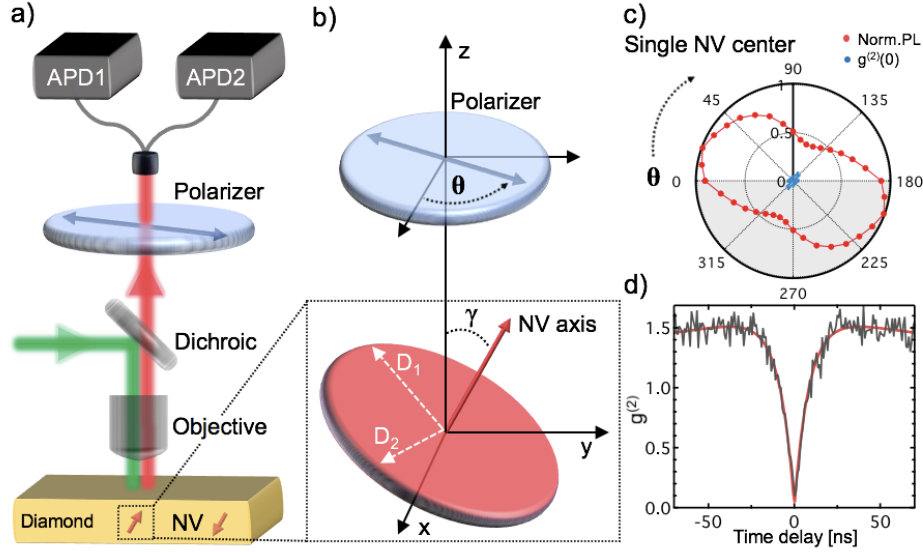 a)
APD1
APD2
Polarizer
Dichroic
Objective
Diamond
NV
b)
z
Polarizer
θ
γ
NV axis
D1
D2
y
x
c)
Norm.PL
g(2)(0)
Single NV center
90
1
45
135
0.5
θ
0
0
180
315
225
270
d)
1.5
1.0
0.5
0.0
g(2)
-50
0
50
Time delay [ns]